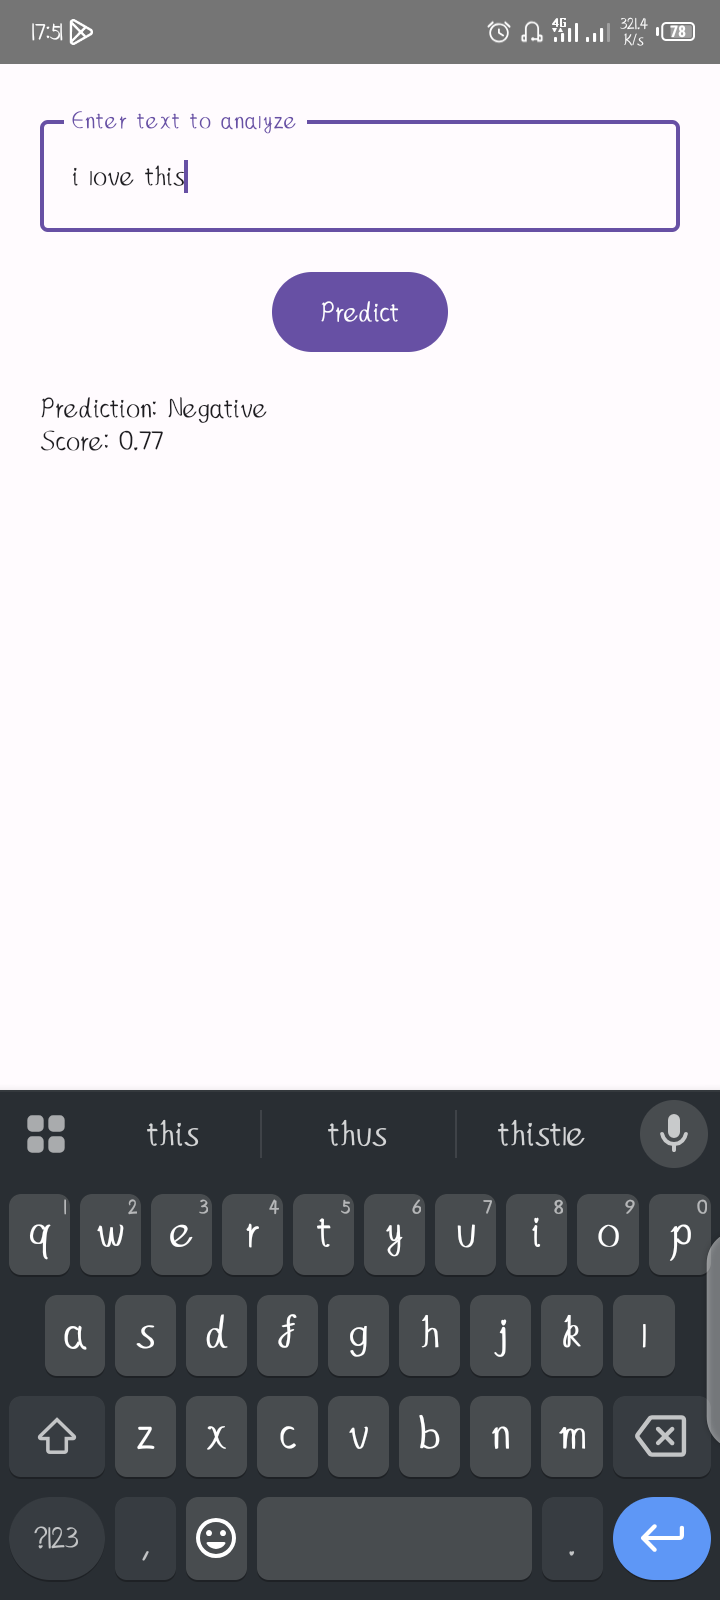 17:51
4G
321.4
K/s
78
Enter text to analyze
i love this
Predict
Prediction: Negative
Score: 0.77
this thus thistle
1 2 3 4 5 6 7 8 9 0
q w e r t y u i o p
a s d f g h j k l
z x c v b n m
?123 , .